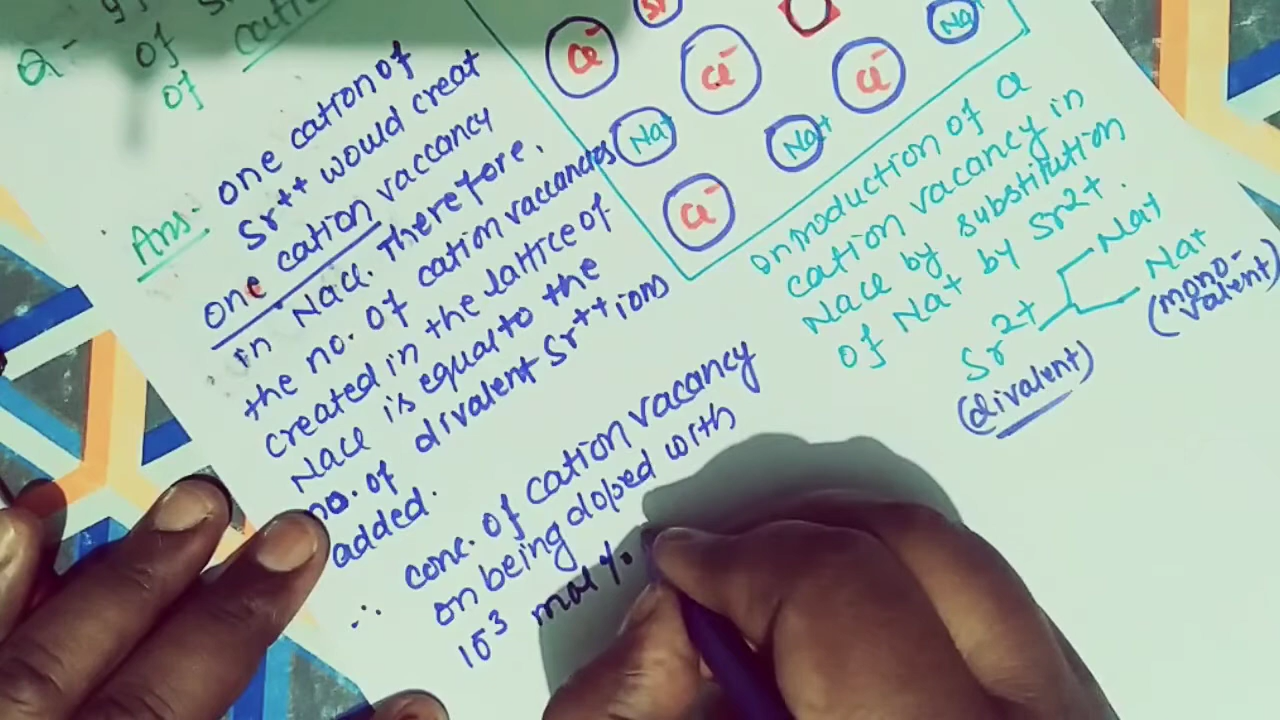 Q-
of
of
Cl⁻
Sr
Cl⁻
Cl⁻
Na⁺
Na⁺
Na⁺
Cl⁻
Ans:- one cation of
Sr++ would creat
one cation vaccancy
in NaCl. Therefore,
the no. of cation vaccancies
created in the lattice of
NaCl is equal to the
no. of divalent Sr++ ions
added.
∴ conc. of cation vacancy
on being doped with
10⁻³ mol %
Introduction of a
cation vacancy in
NaCl by substitution
of Na+ by Sr2+.
Sr2+ Na+
Na+
(divalent)
(mono-
valent)